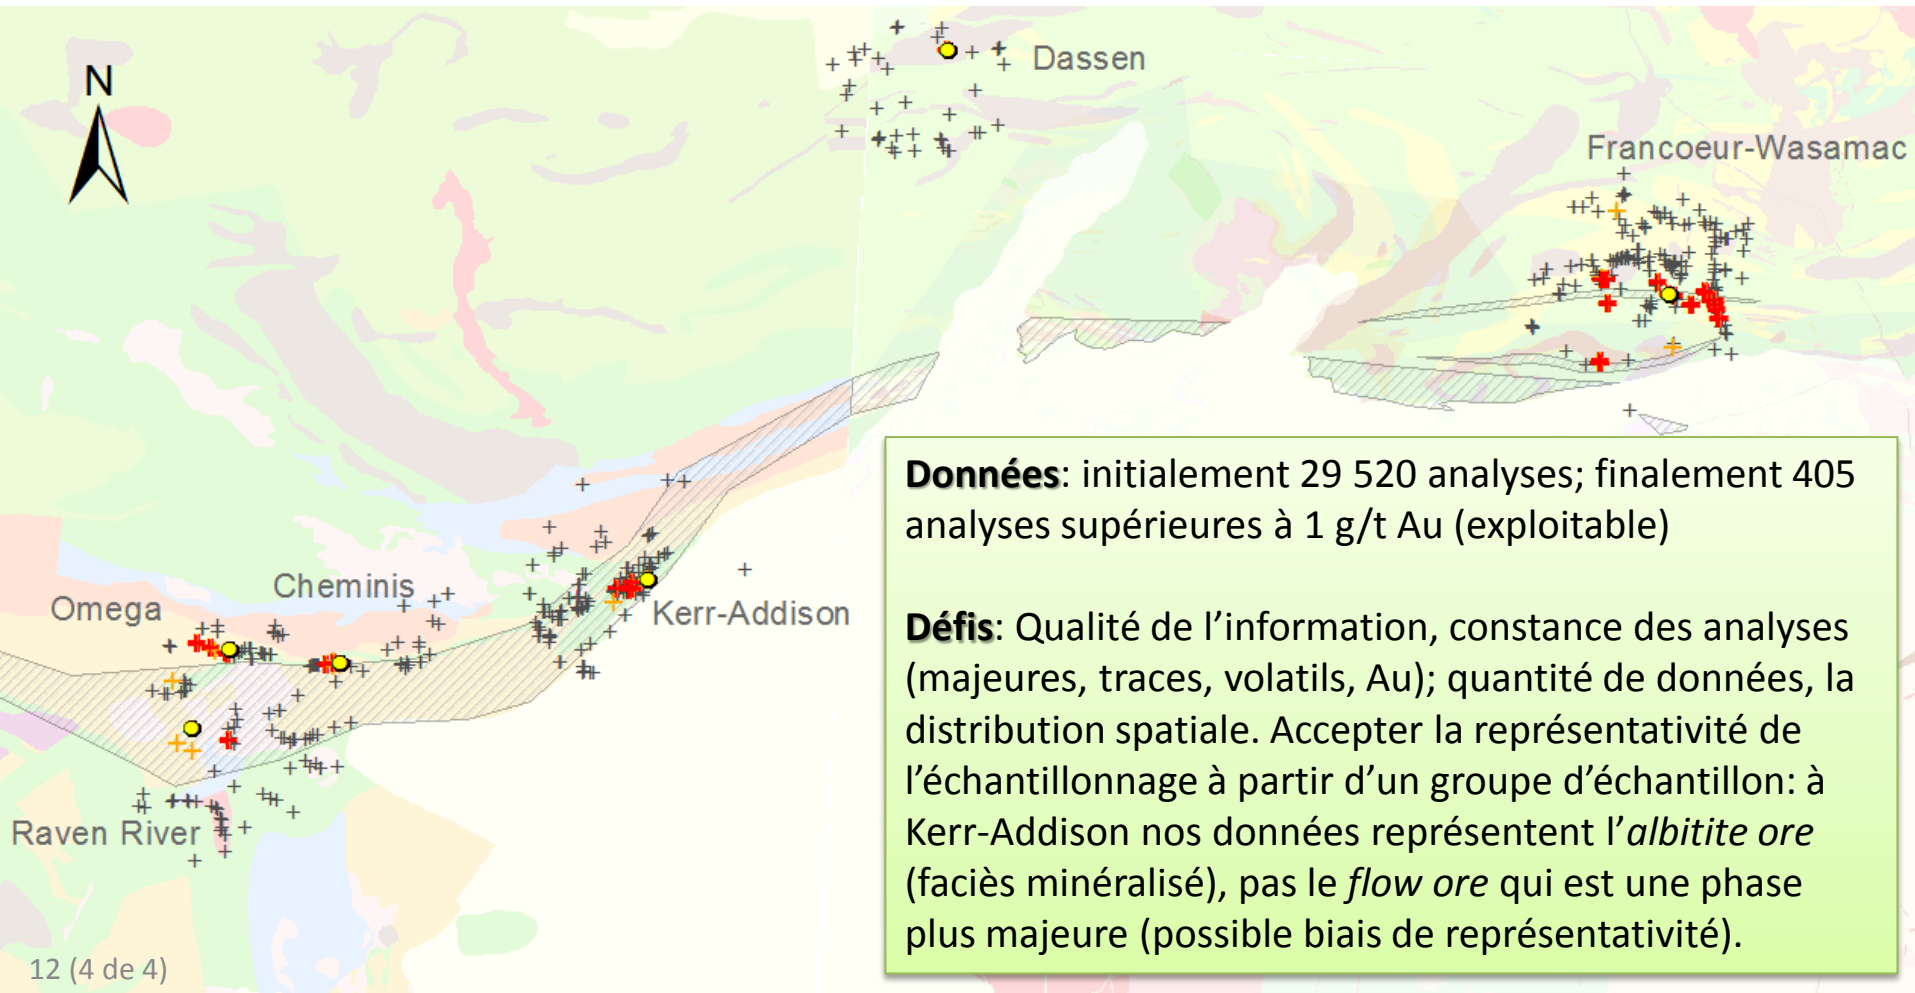 N
Dassen
Francoeur-Wasamac
Cheminis
Omega
Kerr-Addison
Raven River
Données: initialement 29 520 analyses; finalement 405
analyses supérieures à 1 g/t Au (exploitable)
Défis: Qualité de l’information, constance des analyses
(majeures, traces, volatils, Au); quantité de données, la
distribution spatiale. Accepter la représentativité de
l’échantillonnage à partir d’un groupe d’échantillon: à
Kerr-Addison nos données représentent l’albitite ore
(faciès minéralisé), pas le flow ore qui est une phase
plus majeure (possible biais de représentativité).
12 (4 de 4)